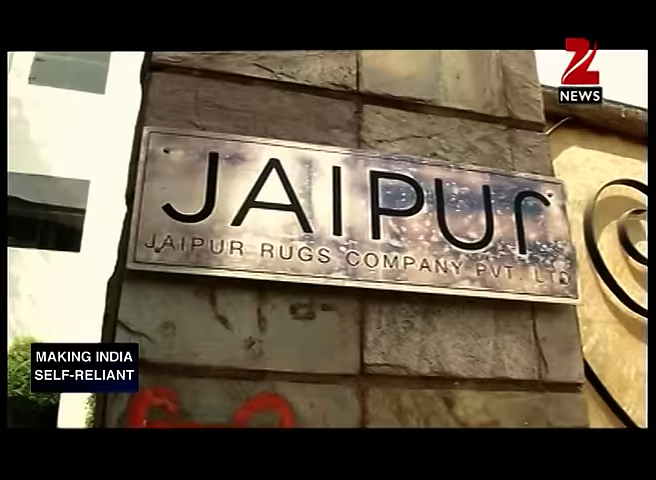 Z
NEWS
JAIPUr
JAIPUR RUGS COMPANY PVT. LTD
MAKING INDIA
SELF-RELIANT